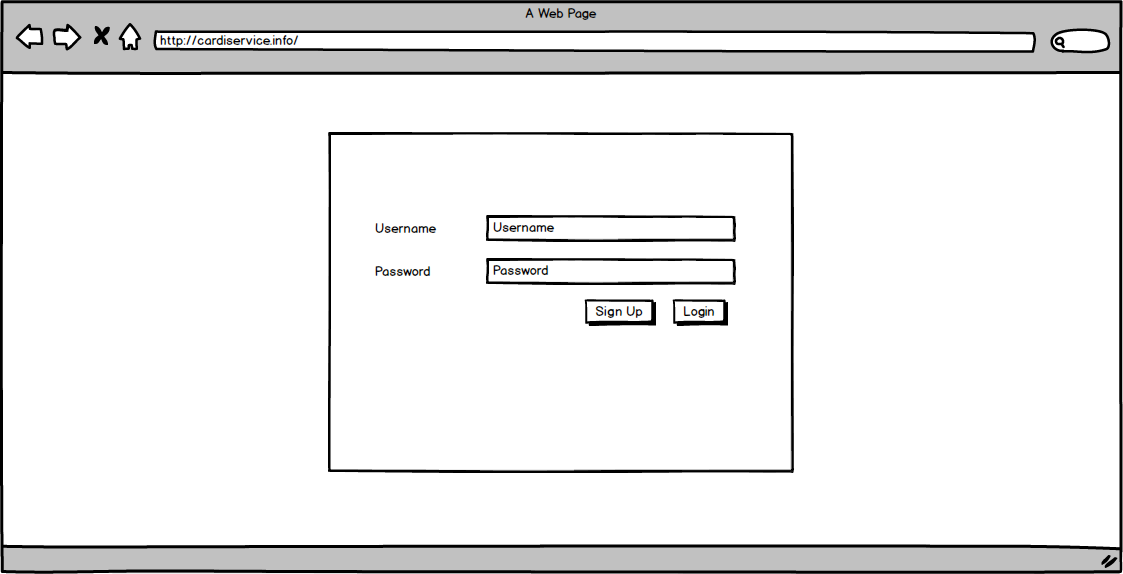 A Web Page
http://cardiservice.info/
Username Username
Password Password
Sign Up Login